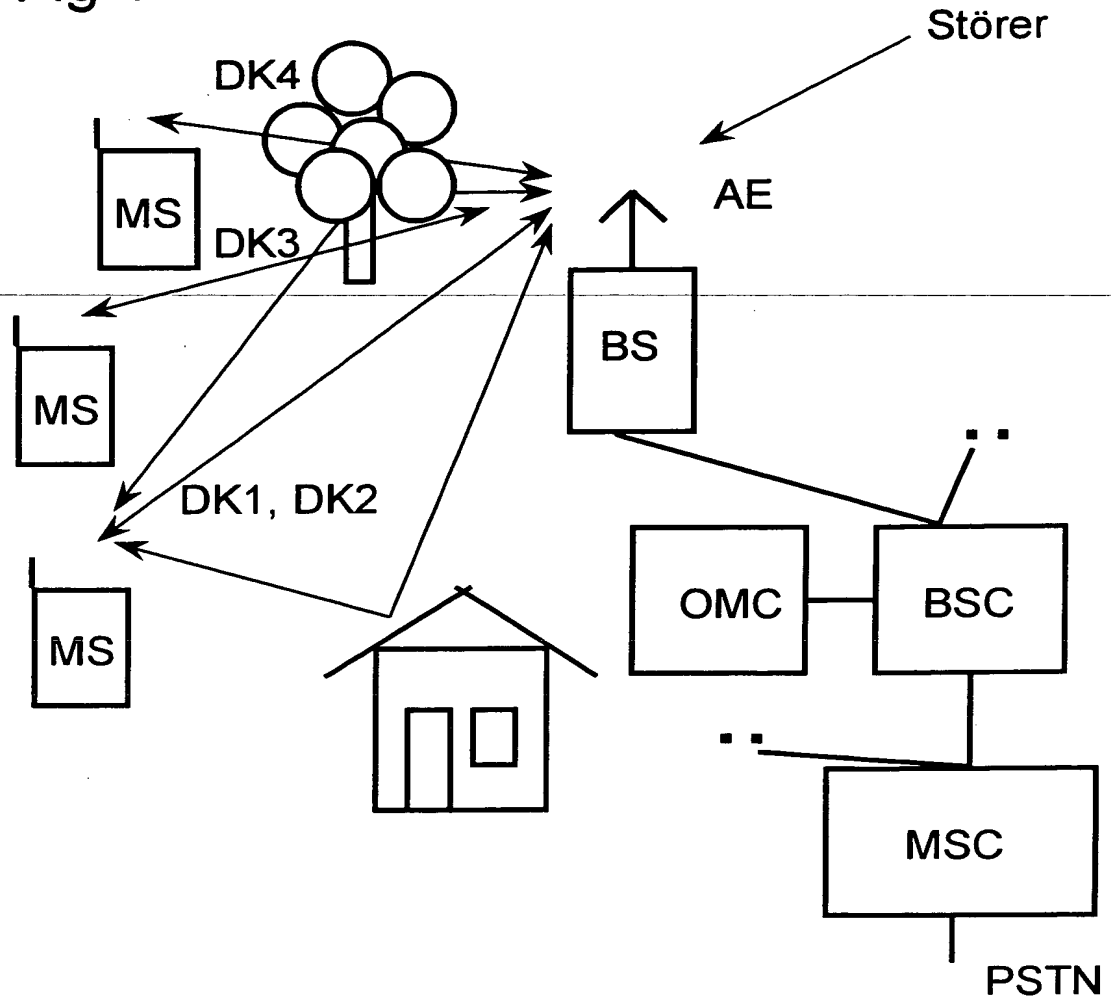 Störer
DK4
AE
MS
DK3
BS
MS
DK1, DK2
OMC
BSC
MS
MSC
PSTN